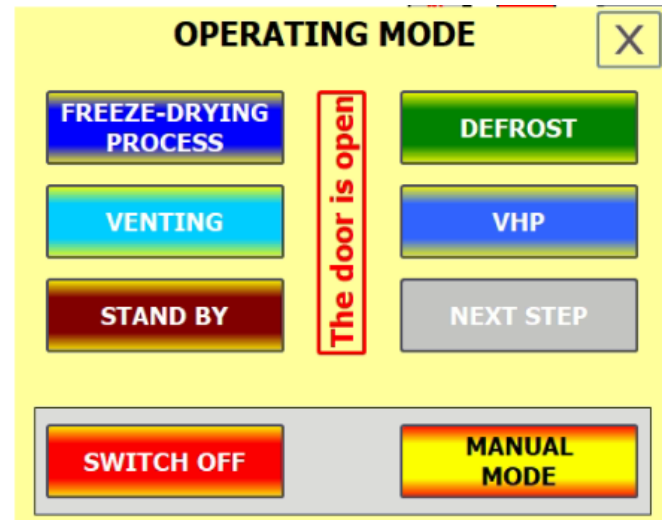 OPERATING MODE
X
FREEZE-DRYING
PROCESS
The door is open
DEFROST
VENTING
VHP
STAND BY
NEXT STEP
SWITCH OFF
MANUAL
MODE